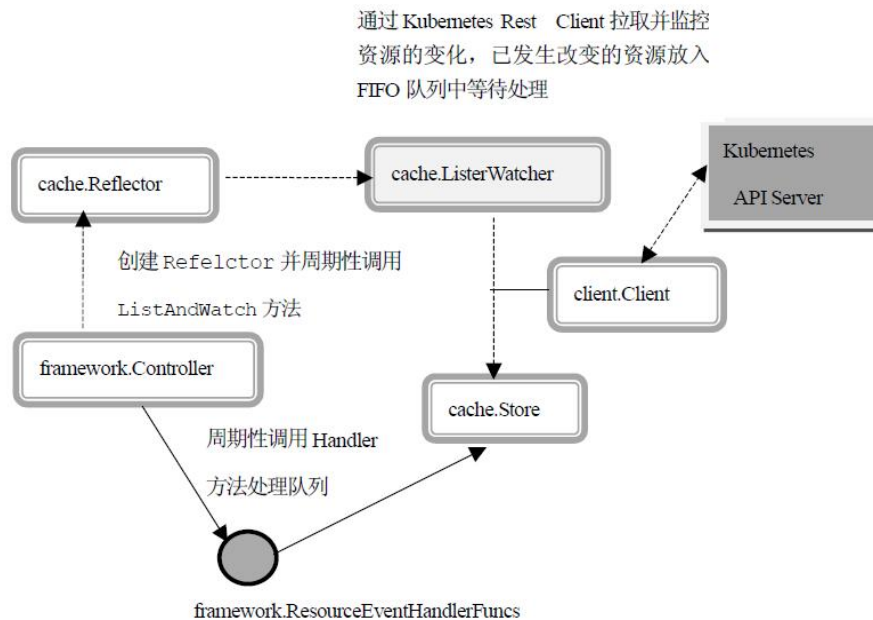 通过 Kubernetes Rest Client 拉取并监控
资源的变化，已发生改变的资源放入
FIFO 队列中等待处理
Kubernetes
API Server
cache.Reflector
cache.ListerWatcher
创建 Refelctor 并周期性调用
ListAndWatch 方法
client.Client
framework.Controller
cache.Store
周期性调用 Handler
方法处理队列
framework.ResourceEventHandlerFuncs